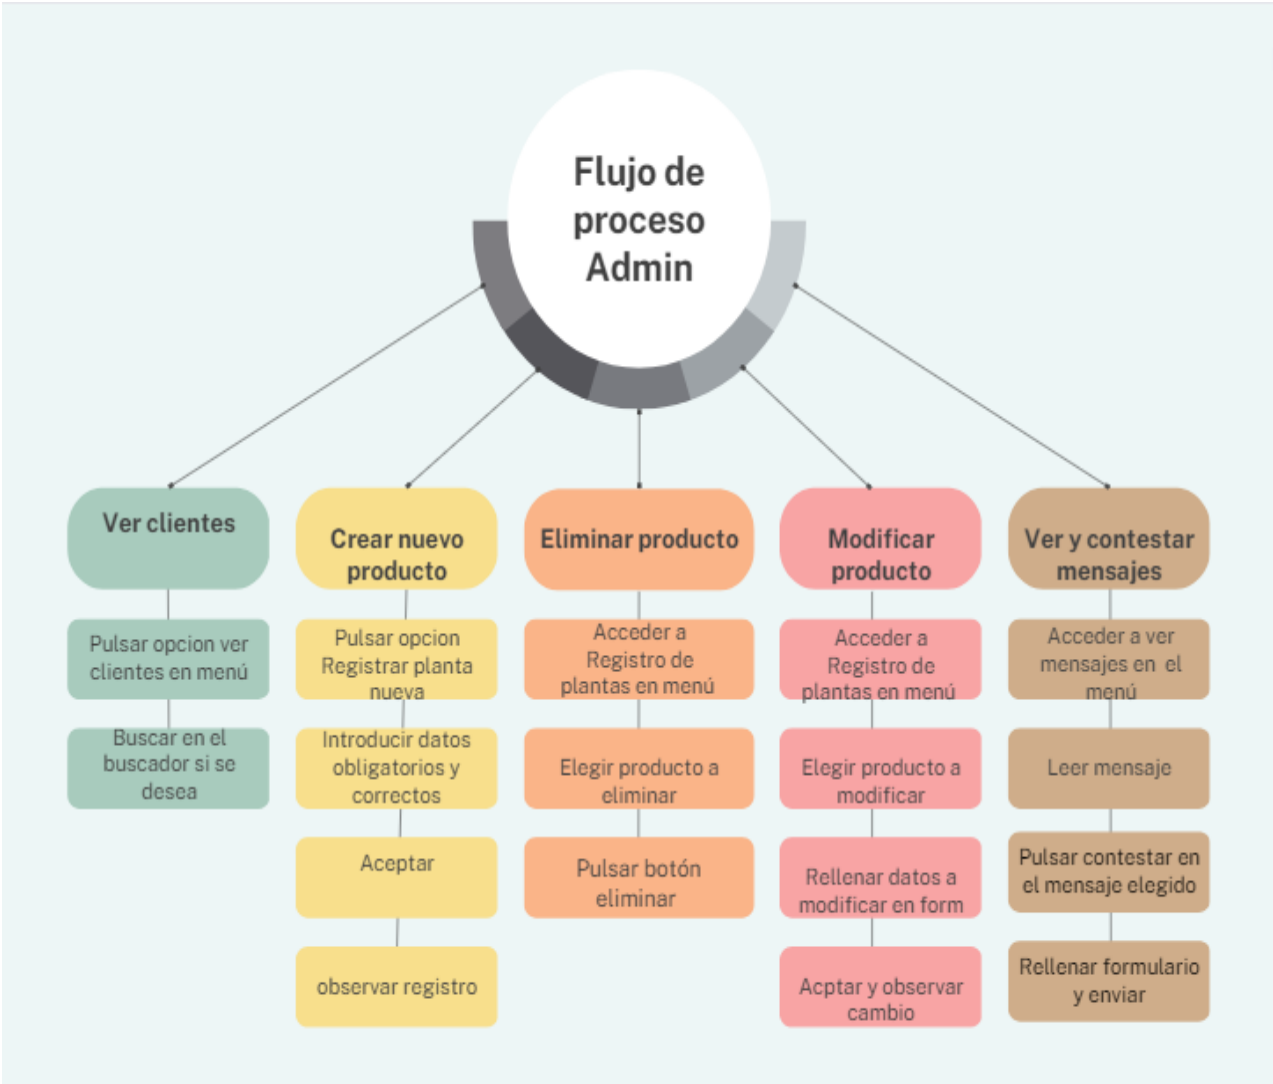 Flujo de
proceso
Admin
Ver clientes
Pulsar opcion ver
clientes en menú
Buscar en el
buscador si se
desea
Crear nuevo
producto
Pulsar opcion
Registrar planta
nueva
Introducir datos
obligatorios y
correctos
Aceptar
observar registro
Eliminar producto
Acceder a
Registro de
plantas en menú
Elegir producto a
eliminar
Pulsar botón
eliminar
Modificar
producto
Acceder a
Registro de
plantas en menú
Elegir producto a
modificar
Rellenar datos a
modificar en form
Acptar y observar
cambio
Ver y contestar
mensajes
Acceder a ver
mensajes en el
menú
Leer mensaje
Pulsar contestar en
el mensaje elegido
Rellenar formulario
y enviar